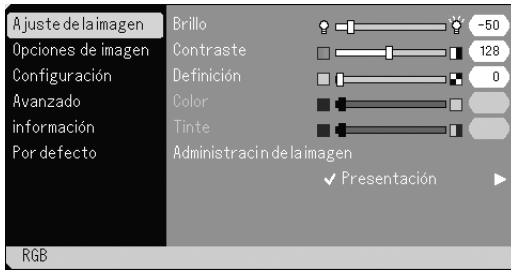 Ajuste de la imagen
Opciones de imagen
Configuración
Avanzado
información
Por defecto
Brillo -50
Contraste 128
Definición 0
Color
Tinte
Administracin de la imagen
✓ Presentación
RGB